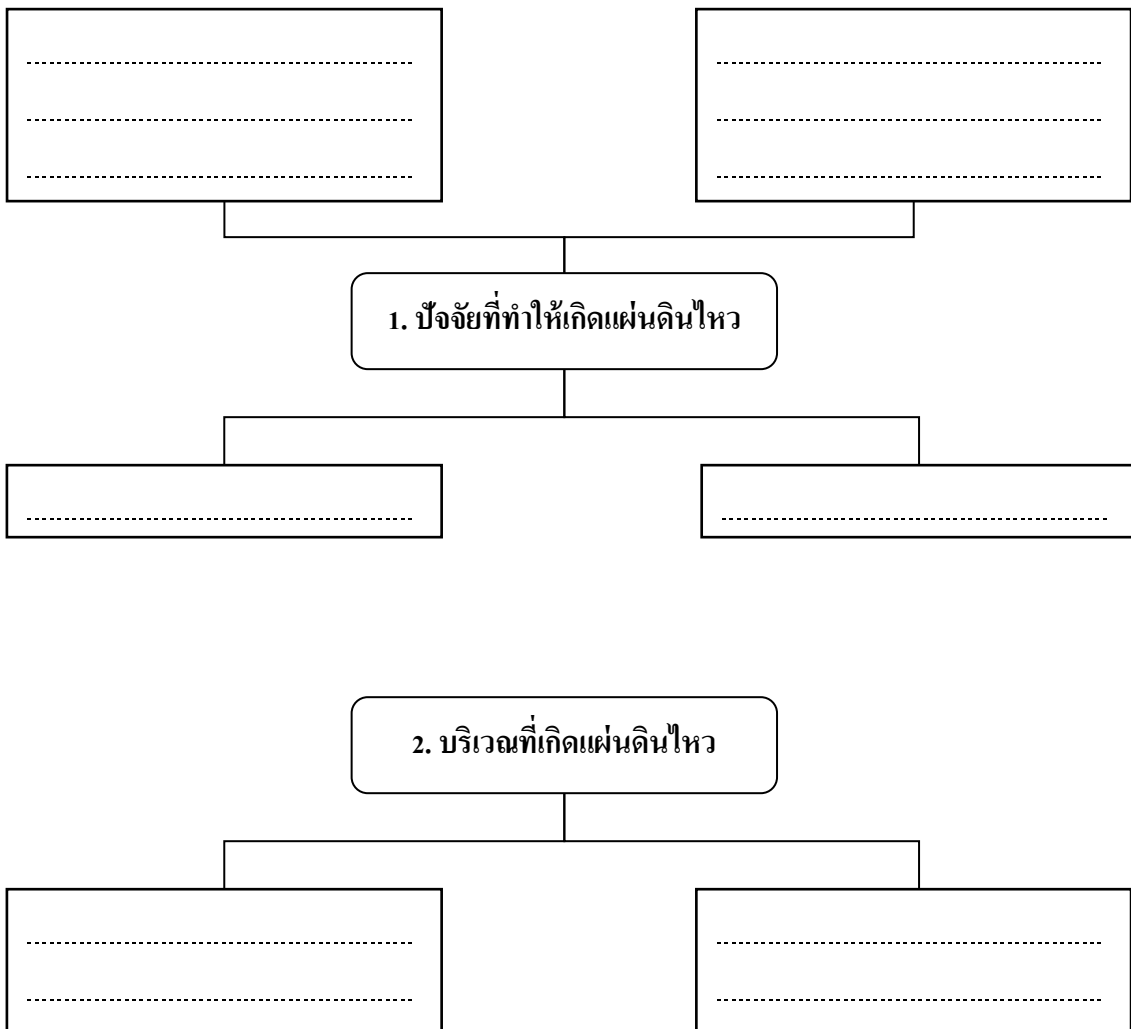 1. ปัจจัยที่ทำให้เกิดแผ่นดินไหว
2. บริเวณที่เกิดแผ่นดินไหว